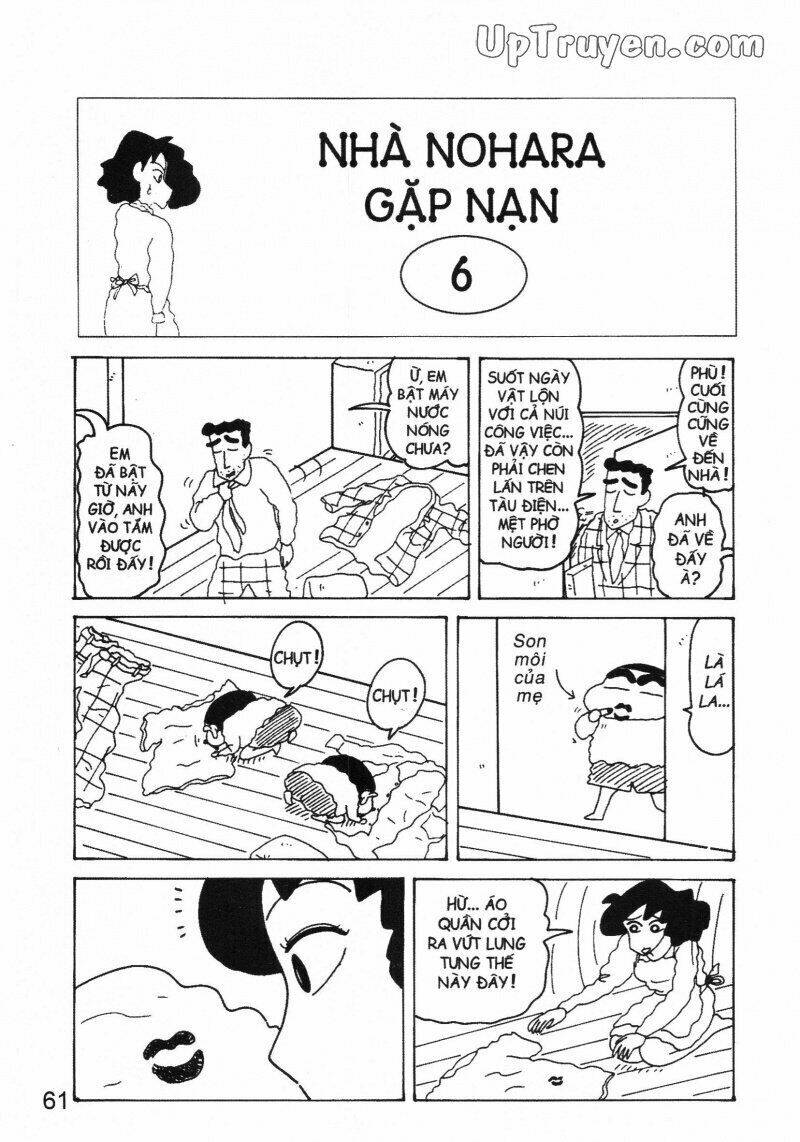 UpTruyen.com
NHÀ NOHARA
GẶP NẠN
6
PHÙ!
CUỐI
CÙNG
CŨNG
VỀ
ĐẾN
NHÀ!
SUỐT NGÀY
VẬT LỘN
VỚI CẢ NÚI
CÔNG VIỆC...
ĐÃ VẬY CÒN
PHẢI CHEN
LẤN TRÊN
TÀU ĐIỆN...
MỆT PHỜ
NGƯỜI!
ANH
ĐÃ VỀ
ĐẤY
À?
Ừ, EM
BẬT MÁY
NƯỚC
NÓNG
CHƯA?
EM
ĐÃ BẬT
TỪ NÃY
GIỜ, ANH
VÀO TẮM
ĐƯỢC
RỒI ĐẤY!
LÀ
LÁ
LA...
Son
môi
của
mẹ
CHỤT!
CHỤT!
HỪ... ÁO
QUẦN CỞI
RA VỨT LUNG
TUNG THẾ
NÀY ĐÂY!
61